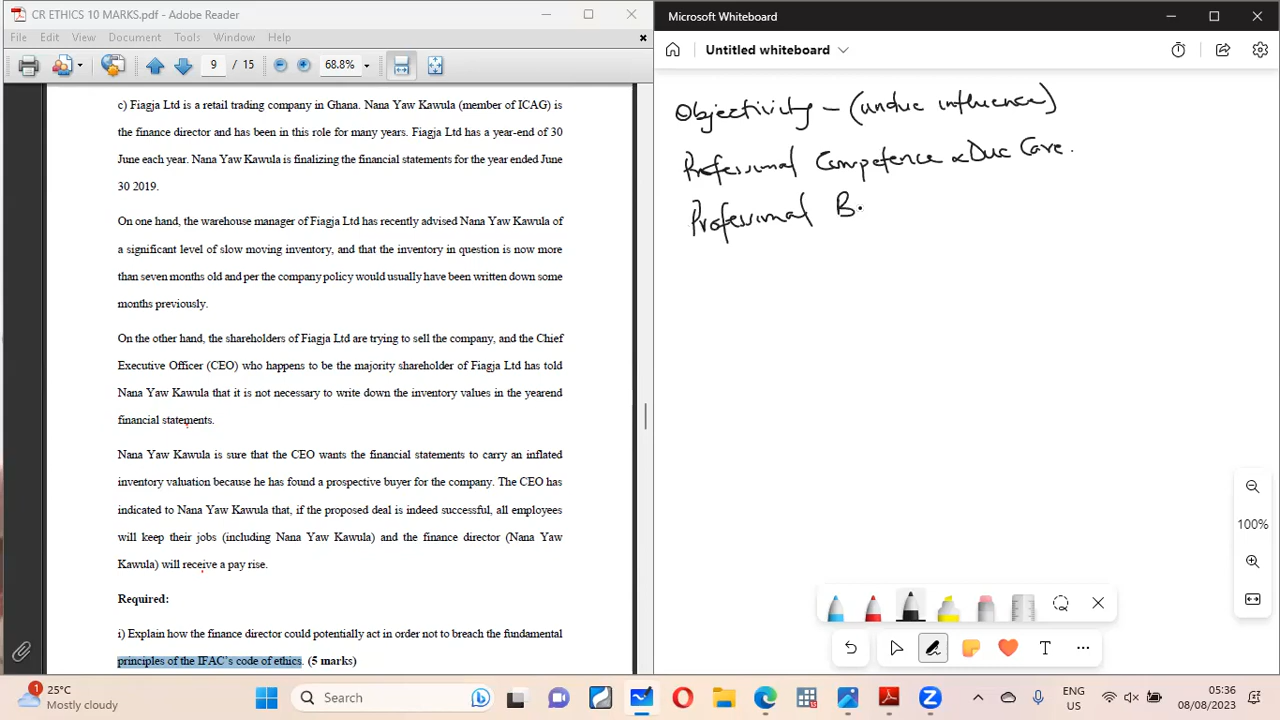 CR ETHICS 10 MARKS.pdf - Adobe Reader
File Edit View Document Tools Window Help
9 / 15 68.8%
c) Fiagja Ltd is a retail trading company in Ghana. Nana Yaw Kawula (member of ICAG) is
the finance director and has been in this role for many years. Fiagja Ltd has a year-end of 30
June each year. Nana Yaw Kawula is finalizing the financial statements for the year ended June
30 2019.
On one hand, the warehouse manager of Fiagja Ltd has recently advised Nana Yaw Kawula of
a significant level of slow moving inventory, and that the inventory in question is now more
than seven months old and per the company policy would usually have been written down some
months previously.
On the other hand, the shareholders of Fiagja Ltd are trying to sell the company, and the Chief
Executive Officer (CEO) who happens to be the majority shareholder of Fiagja Ltd has told
Nana Yaw Kawula that it is not necessary to write down the inventory values in the yearend
financial statements.
Nana Yaw Kawula is sure that the CEO wants the financial statements to carry an inflated
inventory valuation because he has found a prospective buyer for the company. The CEO has
indicated to Nana Yaw Kawula that, if the proposed deal is indeed successful, all employees
will keep their jobs (including Nana Yaw Kawula) and the finance director (Nana Yaw
Kawula) will receive a pay rise.
Required:
i) Explain how the finance director could potentially act in order not to breach the fundamental
principles of the IFAC's code of ethics. (5 marks)
Microsoft Whiteboard
Untitled whiteboard
Objectivity - (undue influence)
Professional Competence & Due Care.
Professional B
100%
1
25°C
Mostly cloudy
Search
ENG
US
05:36
08/08/2023